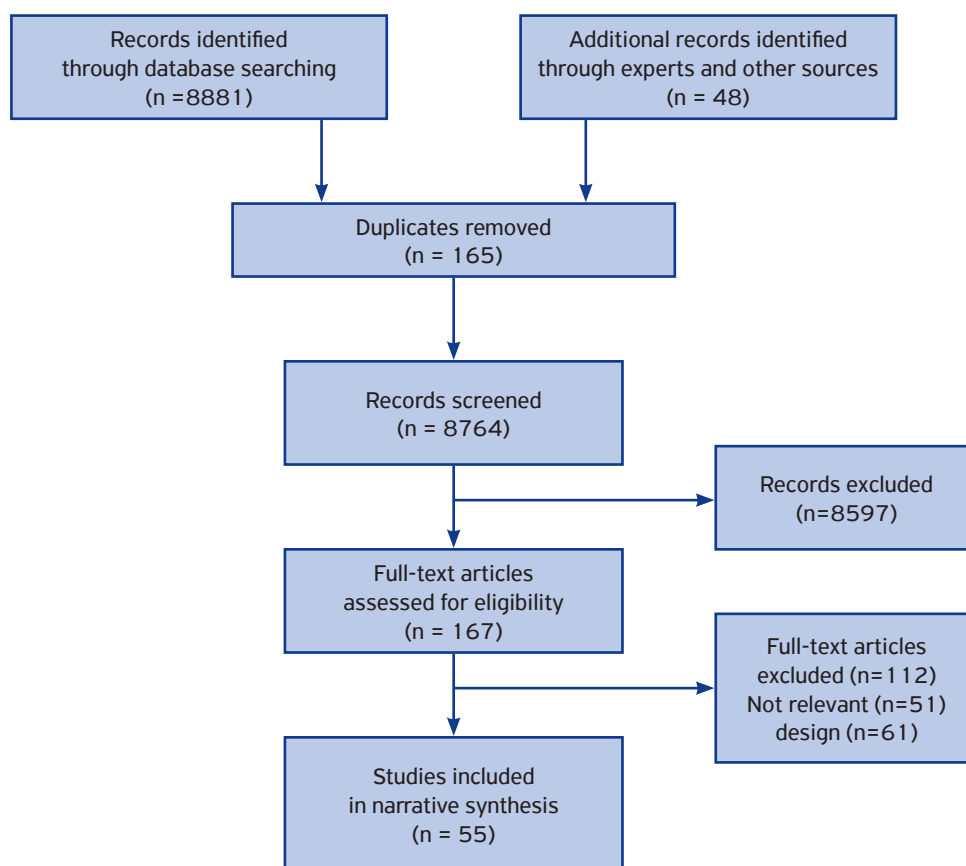 Records identified
through database searching
(n =8881)
Additional records identified
through experts and other sources
(n = 48)
Duplicates removed
(n = 165)
Records screened
(n = 8764)
Records excluded
(n=8597)
Full-text articles
assessed for eligibility
(n = 167)
Full-text articles
excluded (n=112)
Not relevant (n=51)
design (n=61)
Studies included
in narrative synthesis
(n = 55)